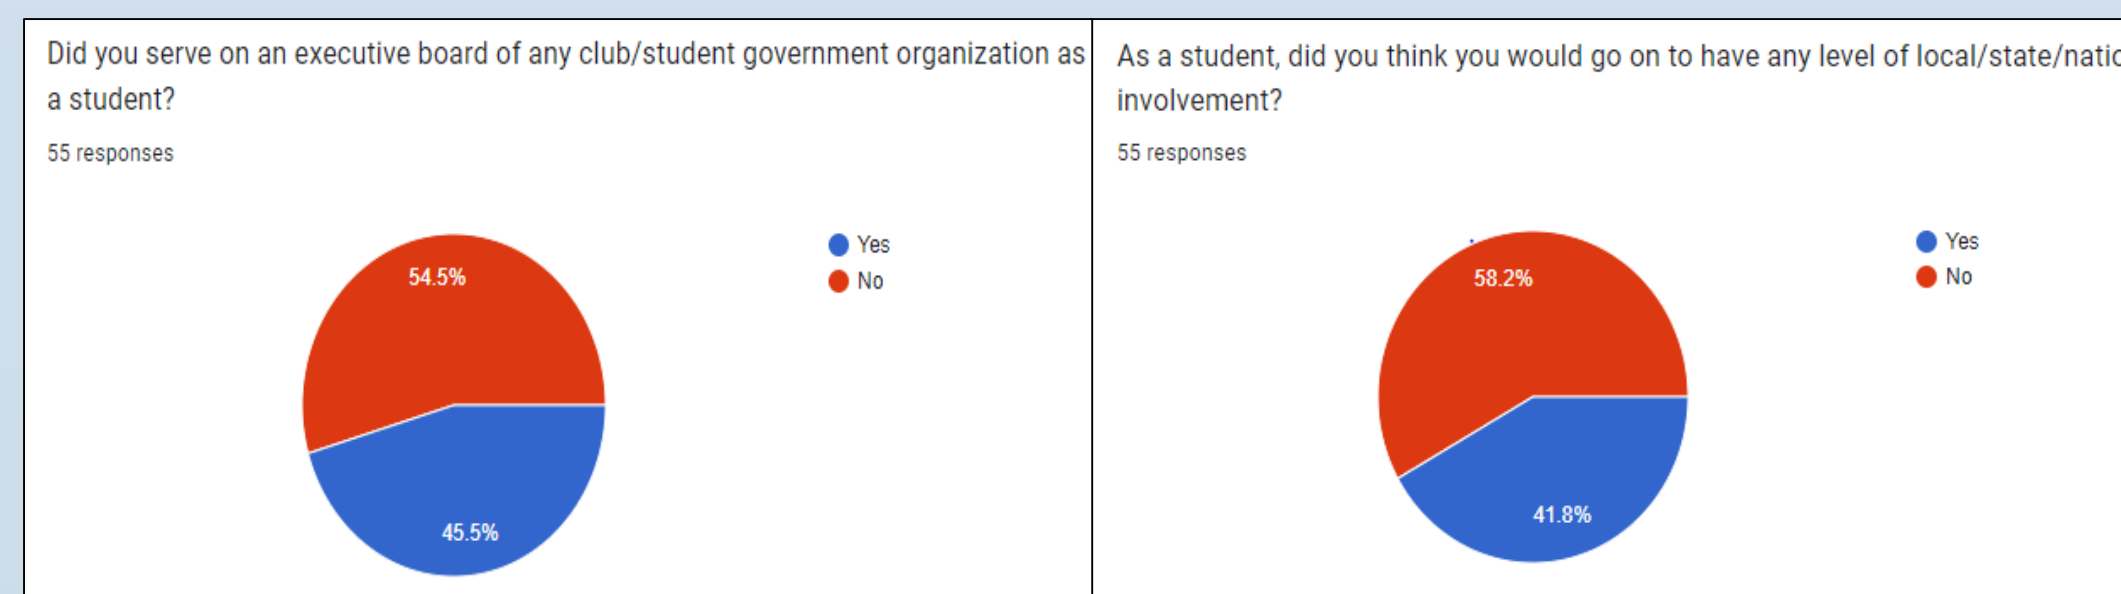 Did you serve on an executive board of any club/student government organization as
a student?
55 responses
Yes
No
54.5%
45.5%
As a student, did you think you would go on to have any level of local/state/natio
involvement?
55 responses
Yes
No
58.2%
41.8%